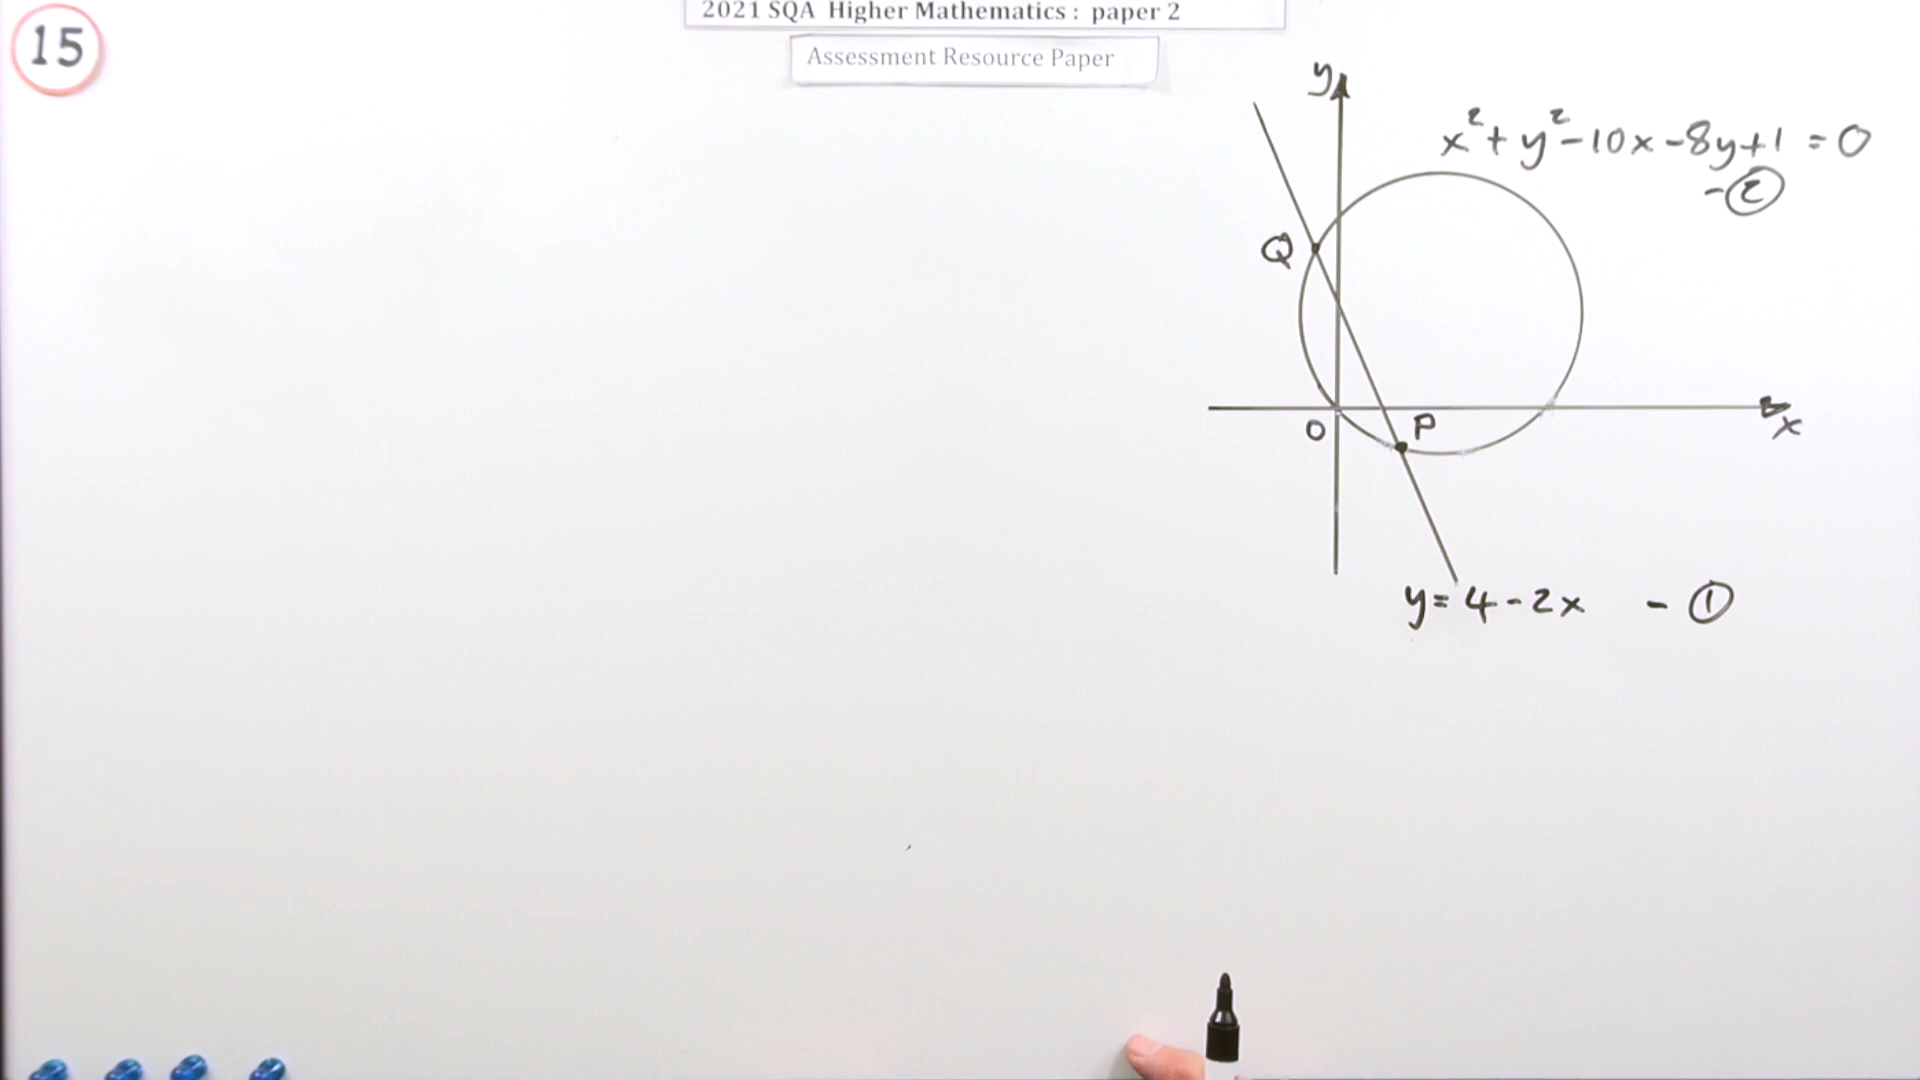 15
2021 SQA Higher Mathematics : paper 2
Assessment Resource Paper
y
x² + y² - 10x - 8y + 1 = 0
- ②
Q
O
P
x
y = 4 - 2x - ①